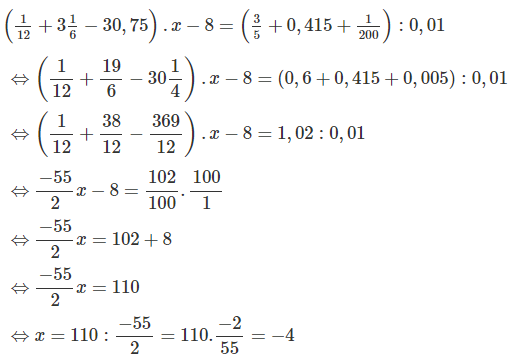 (1/12 + 3 1/6 − 30,75) . x − 8 = (3/5 + 0,415 + 1/200) : 0,01
⇔ (1/12 + 19/6 − 30 1/4) . x − 8 = (0,6 + 0,415 + 0,005) : 0,01
⇔ (1/12 + 38/12 − 369/12) . x − 8 = 1,02 : 0,01
⇔ −55/2 x − 8 = 102/100 . 100/1
⇔ −55/2 x = 102 + 8
⇔ −55/2 x = 110
⇔ x = 110 : −55/2 = 110. −2/55 = −4